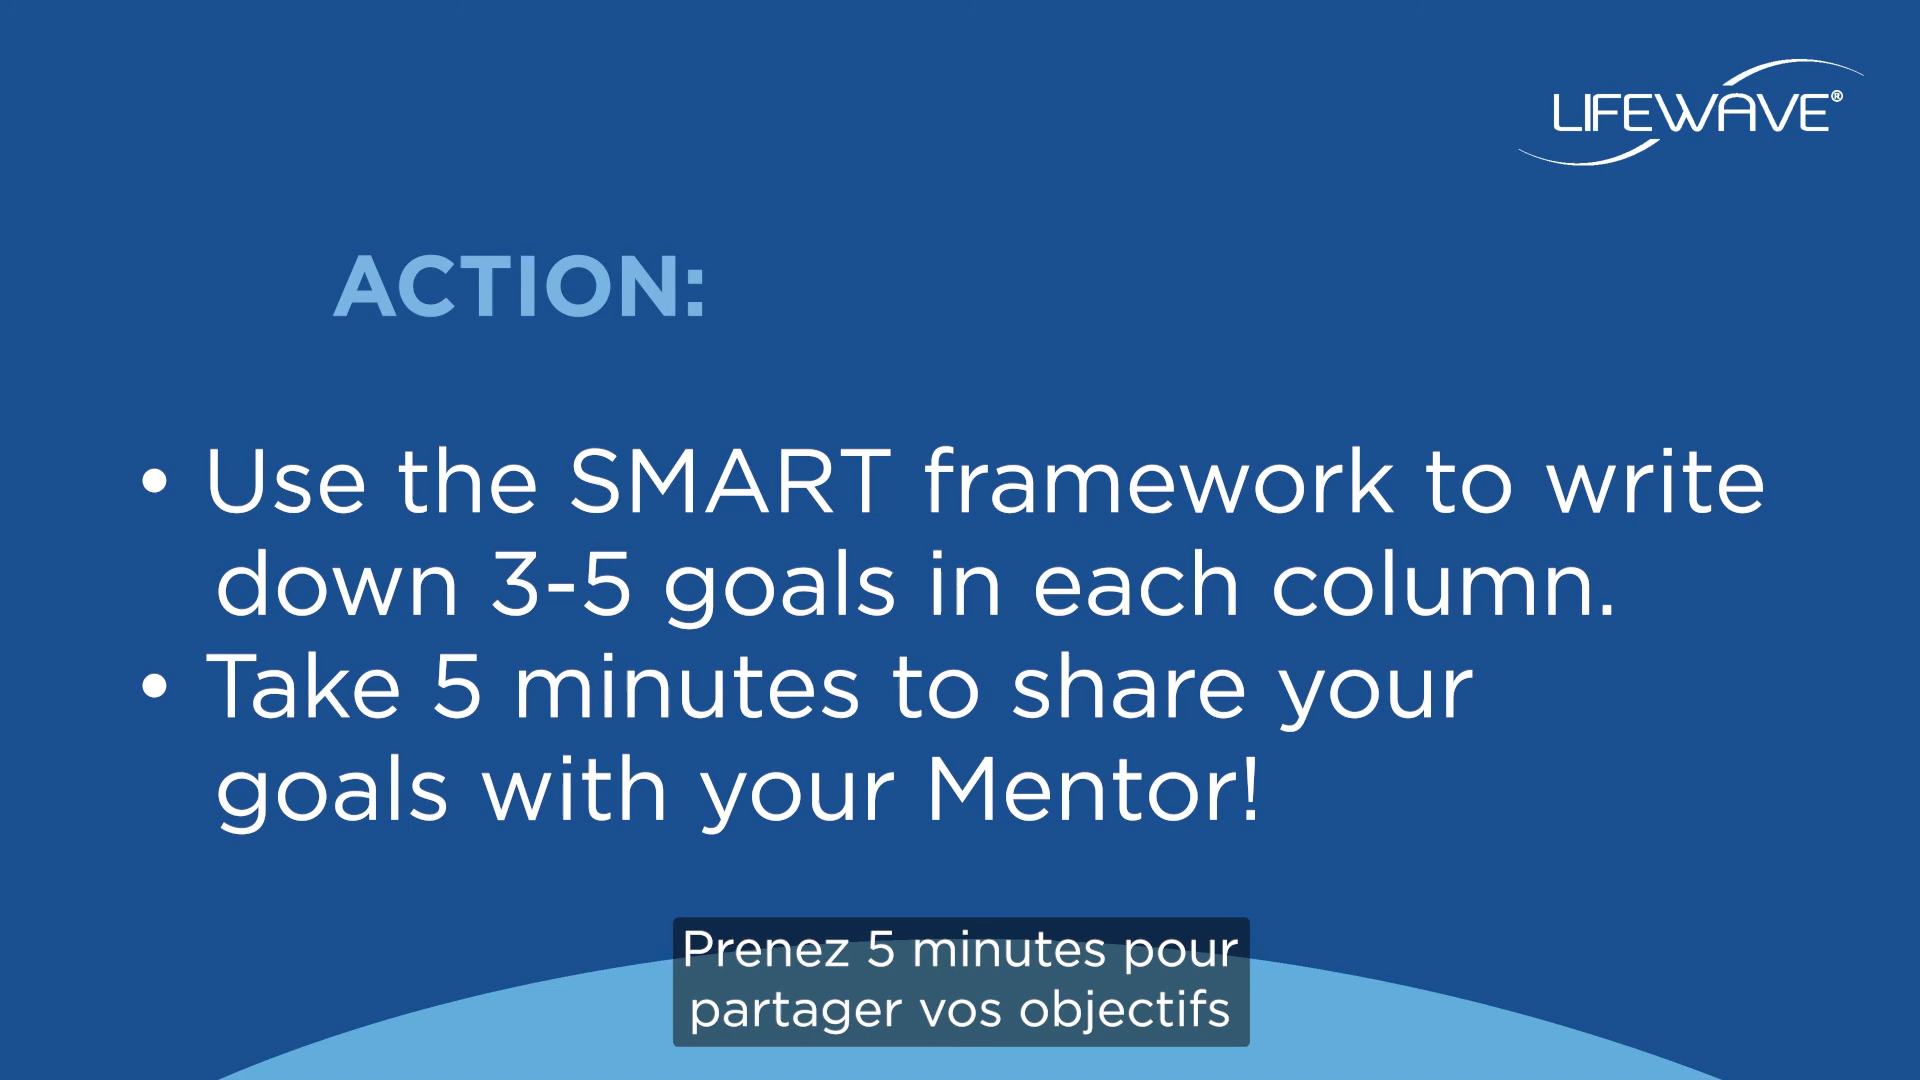 LIFEWAVE®
ACTION:
• Use the SMART framework to write
down 3-5 goals in each column.
• Take 5 minutes to share your
goals with your Mentor!
Prenez 5 minutes pour
partager vos objectifs